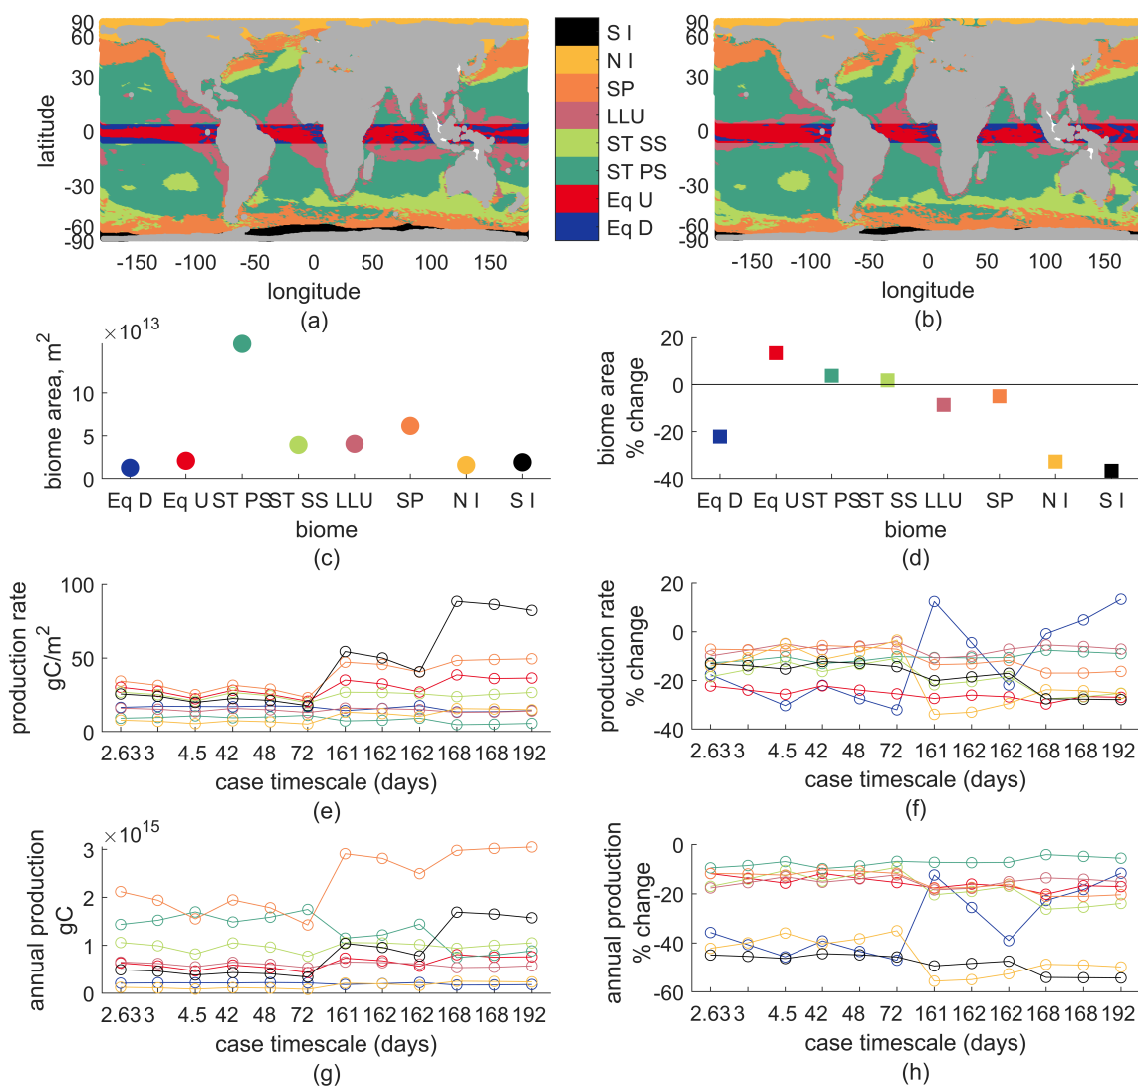 90
60
30
0
-30
-60
-90
latitude
-150
-100
-50
0
50
100
150
longitude
(a)
S I
N I
SP
LLU
ST SS
ST PS
Eq U
Eq D
90
60
30
0
-30
-60
-90
-150
-100
-50
0
50
100
150
longitude
(b)
×10^13
biome area, m²
10
5
0
Eq D
Eq U
ST PS
ST SS
LLU
SP
N I
S I
biome
(c)
biome area
% change
20
0
-20
-40
Eq D
Eq U
ST PS
ST SS
LLU
SP
N I
S I
biome
(d)
production rate
gC/m²
100
50
0
2.63
3
4.5
42
48
72
161
162
162
168
168
192
case timescale (days)
(e)
production rate
% change
20
0
-20
-40
2.63
3
4.5
42
48
72
161
162
162
168
168
192
case timescale (days)
(f)
×10^15
annual production
gC
3
2
1
0
2.63
3
4.5
42
48
72
161
162
162
168
168
192
case timescale (days)
(g)
annual production
% change
0
-20
-40
-60
2.63
3
4.5
42
48
72
161
162
162
168
168
192
case timescale (days)
(h)